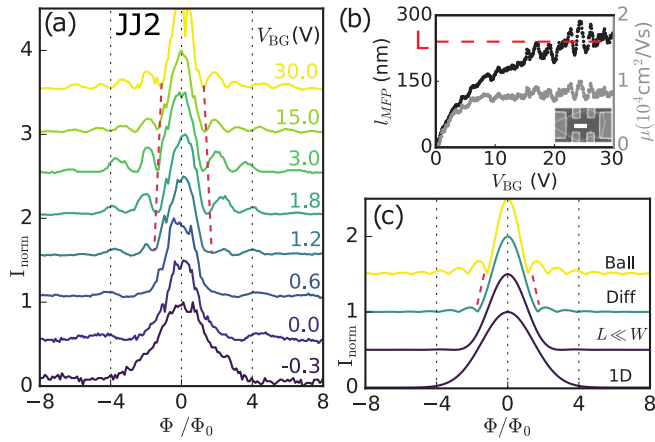 (a) JJ2
V_BG (V)
30.0
15.0
3.0
1.8
1.2
0.6
0.0
-0.3
4
3
2
1
0
I_norm
−8 −4 0 4 8
Φ /Φ_0
(b)
300
150
0
L
l_MFP (nm)
2
1
0
μ(10^4 cm^2/Vs)
0 10 20 30
V_BG (V)
(c)
2
1
0
I_norm
Ball
Diff
L ≪ W
1D
−8 −4 0 4 8
Φ/Φ_0